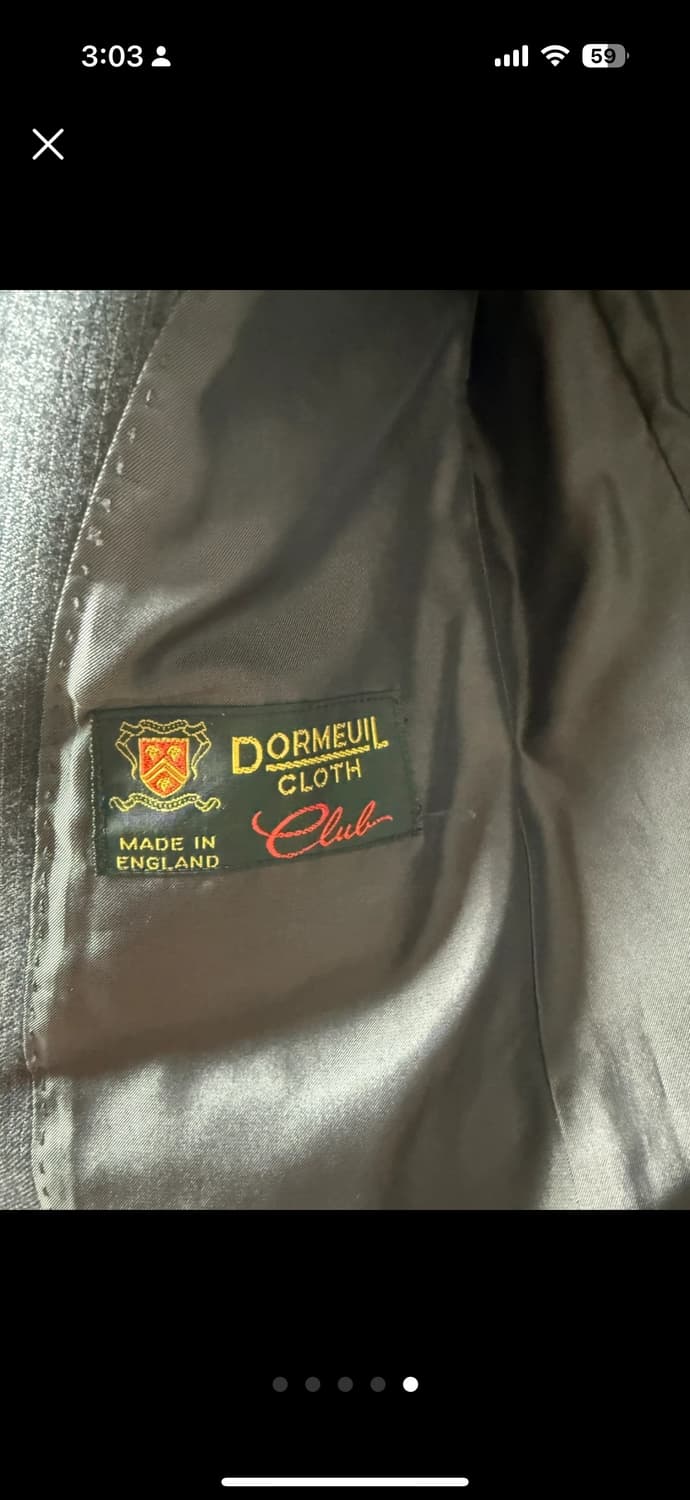 3:03
59
DORMEUIL
CLOTH
Club
MADE IN
ENGLAND